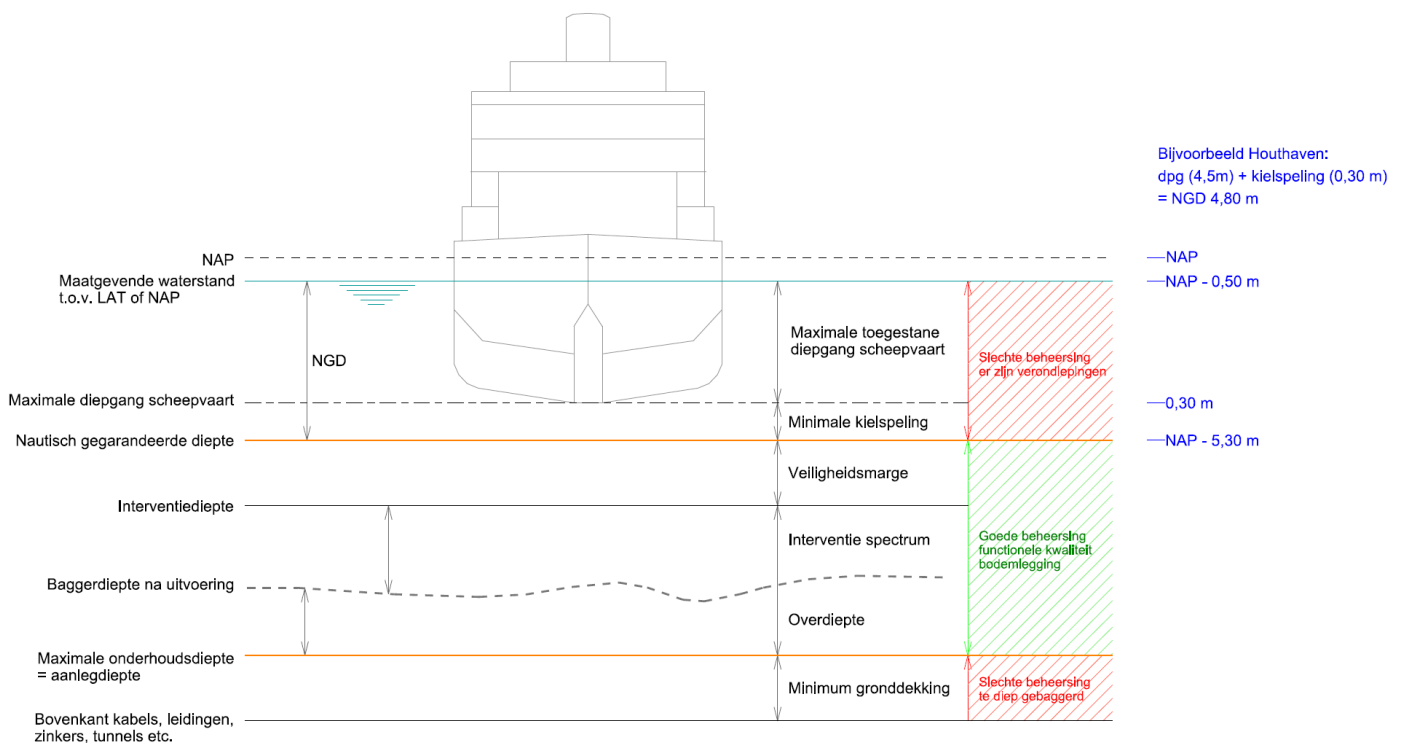 Bijvoorbeeld Houthaven:
dpg (4,5m) + kielspeling (0,30 m)
= NGD 4,80 m
NAP
NAP
Maatgevende waterstand
t.o.v. LAT of NAP
NAP - 0,50 m
NGD
Maximale toegestane
diepgang scheepvaart
Slechte beheersing
er zijn verondiepingen
Maximale diepgang scheepvaart
0,30 m
Minimale kielspeling
Nautisch gegarandeerde diepte
NAP - 5,30 m
Veiligheidsmarge
Interventiediepte
Interventie spectrum
Goede beheersing
functionele kwaliteit
bodemlegging
Baggerdiepte na uitvoering
Overdiepte
Maximale onderhoudsdiepte
= aanlegdiepte
Minimum gronddekking
Slechte beheersing
te diep gebaggerd
Bovenkant kabels, leidingen,
zinkers, tunnels etc.